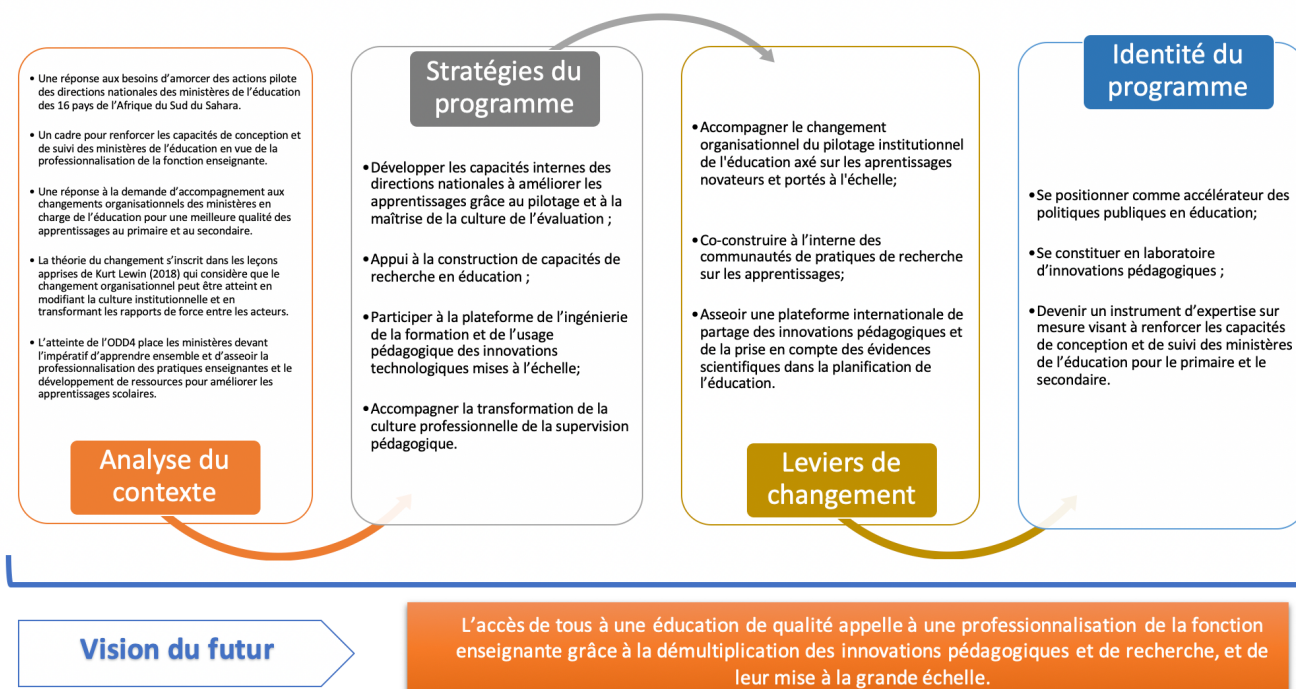 • Une réponse aux besoins d'amorcer des actions pilote
des directions nationales des ministères de l'éducation
des 16 pays de l'Afrique du Sud du Sahara.
• Un cadre pour renforcer les capacités de conception et
de suivi des ministères de l'éducation en vue de la
professionnalisation de la fonction enseignante.
• Une réponse à la demande d'accompagnement aux
changements organisationnels des ministères en
charge de l'éducation pour une meilleure qualité des
apprentissages au primaire et au secondaire.
• La théorie du changement s'inscrit dans les leçons
apprises de Kurt Lewin (2018) qui considère que le
changement organisationnel peut être atteint en
modifiant la culture institutionnelle et en
transformant les rapports de force entre les acteurs.
• L'atteinte de l'ODD4 place les ministères devant
l'impératif d'apprendre ensemble et d'asseoir la
professionnalisation des pratiques enseignantes et le
développement de ressources pour améliorer les
apprentissages scolaires.
Analyse du
contexte
Stratégies du
programme
•Développer les capacités internes des
directions nationales à améliorer les
apprentissages grâce au pilotage et à la
maîtrise de la culture de l'évaluation ;
•Appui à la construction de capacités de
recherche en éducation ;
•Participer à la plateforme de l'ingénierie
de la formation et de l'usage
pédagogique des innovations
technologiques mises à l'échelle;
•Accompagner la transformation de la
culture professionnelle de la supervision
pédagogique.
•Accompagner le changement
organisationnel du pilotage institutionnel
de l'éducation axé sur les aprentissages
novateurs et portés à l'échelle;
•Co-construire à l'interne des
communautés de pratiques de recherche
sur les apprentissages;
•Asseoir une plateforme internationale de
partage des innovations pédagogiques et
de la prise en compte des évidences
scientifiques dans la planification de
l'éducation.
Leviers de
changement
Identité du
programme
•Se positionner comme accélérateur des
politiques publiques en éducation;
•Se constituer en laboratoire
d'innovations pédagogiques ;
•Devenir un instrument d'expertise sur
mesure visant à renforcer les capacités
de conception et de suivi des ministères
de l'éducation pour le primaire et le
secondaire.
Vision du futur
L'accès de tous à une éducation de qualité appelle à une professionnalisation de la fonction
enseignante grâce à la démultiplication des innovations pédagogiques et de recherche, et de
leur mise à la grande échelle.